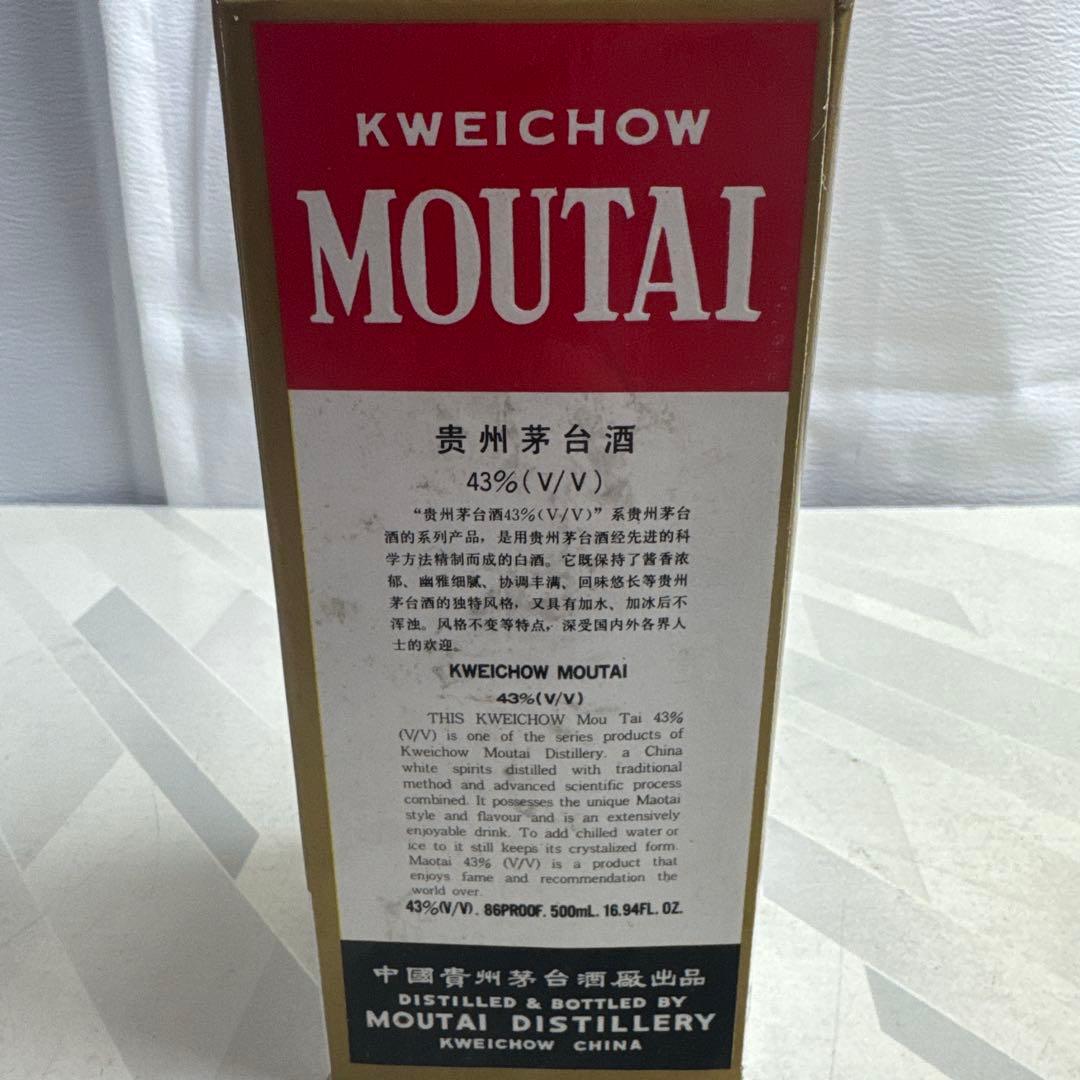 KWEICHOW
MOUTAI
贵州茅台酒
43%(V/V)
“贵州茅台酒43%(V/V)”系贵州茅台
酒的系列产品，是用贵州茅台酒经先进的科
学方法精制而成的白酒。它既保持了酱香浓
郁、幽雅细腻、协调丰满、回味悠长等贵州
茅台酒的独特风格，又具有加水、加冰后不
浑浊。风格不变等特点，深受国内外各界人
士的欢迎。
KWEICHOW MOUTAI
43%(V/V)
THIS KWEICHOW Mou Tai 43%
(V/V) is one of the series products of
Kweichow Moutai Distillery. a China
white spirits distilled with traditional
method and advanced scientific process
combined. It possesses the unique Maotai
style and flavour and is an extensively
enjoyable drink. To add chilled water or
ice to it still keeps its crystalized form.
Maotai 43% (V/V) is a product that
enjoys fame and recommendation the
world over.
43%(V/V). 86PROOF. 500mL. 16.94FL. OZ.
中國貴州茅台酒廠出品
DISTILLED & BOTTLED BY
MOUTAI DISTILLERY
KWEICHOW CHINA